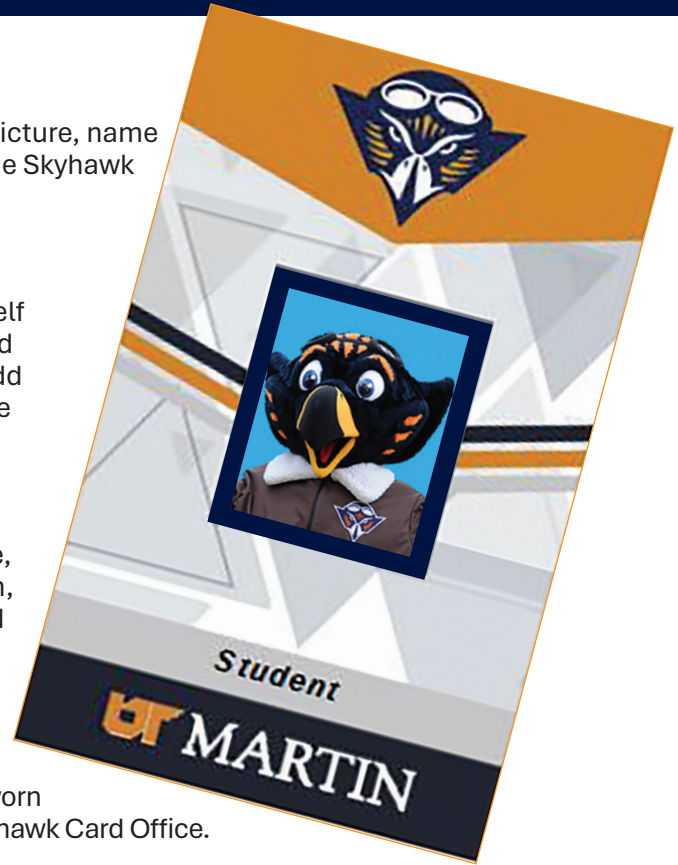 icture, name
e Skyhawk
elf
d
dd
e
e,
n,
d
vorn
hawk Card Office.
Student
UT MARTIN